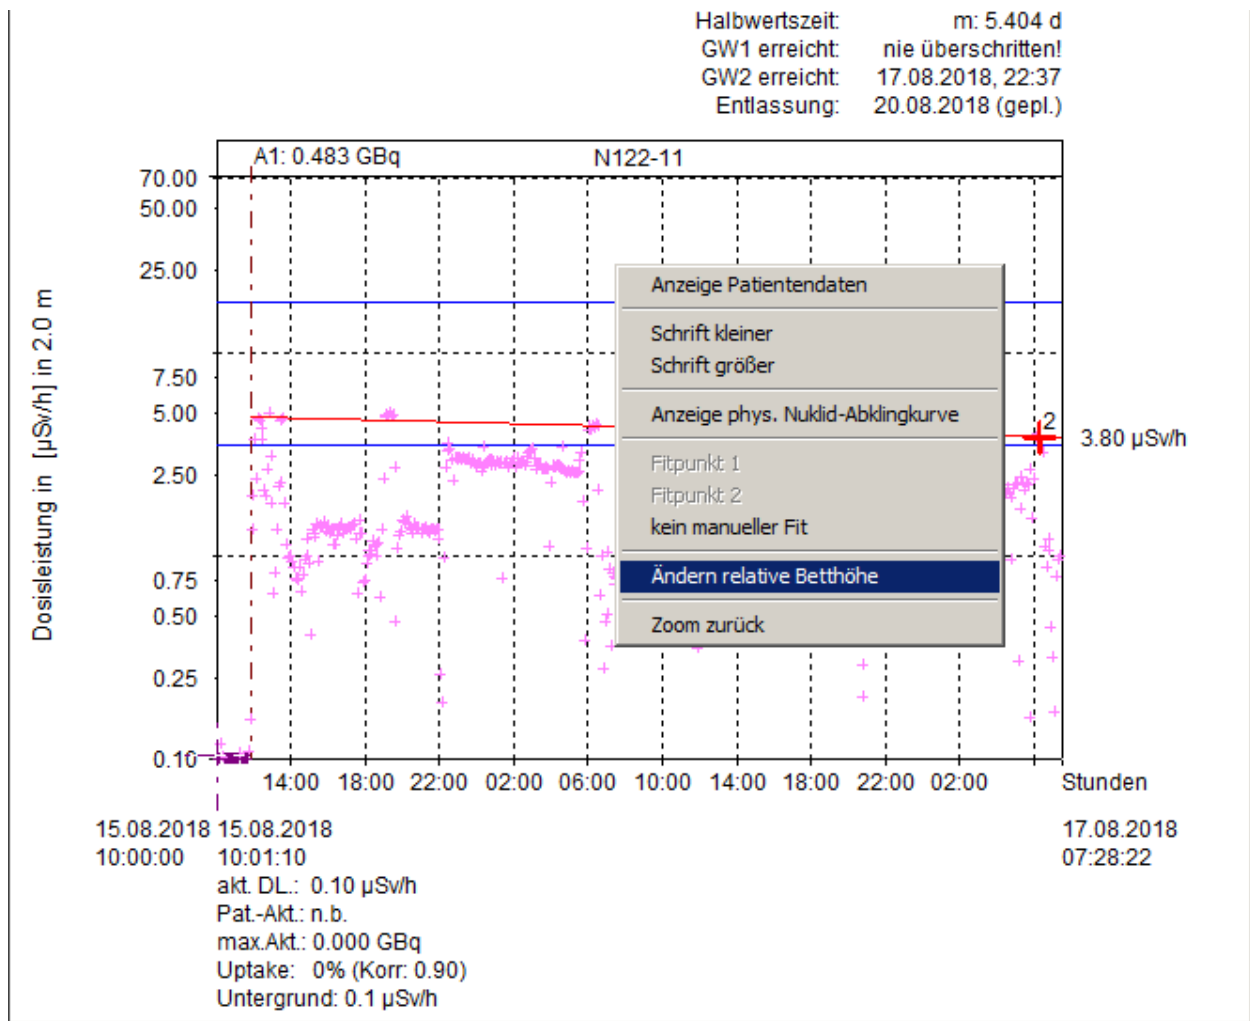 Halbwertszeit: m: 5.404 d
GW1 erreicht: nie überschritten!
GW2 erreicht: 17.08.2018, 22:37
Entlassung: 20.08.2018 (gepl.)
A1: 0.483 GBq N122-11
70.00
50.00
25.00
7.50
5.00
2.50
0.75
0.50
0.25
0.10
Dosisleistung in [µSv/h] in 2.0 m
Anzeige Patientendaten
Schrift kleiner
Schrift größer
Anzeige phys. Nuklid-Abklingkurve
Fitpunkt 1
Fitpunkt 2
kein manueller Fit
Ändern relative Betthöhe
Zoom zurück
2
3.80 µSv/h
14:00 18:00 22:00 02:00 06:00 10:00 14:00 18:00 22:00 02:00 Stunden
15.08.2018 15.08.2018 17.08.2018
10:00:00 10:01:10 07:28:22
akt. DL.: 0.10 µSv/h
Pat.-Akt.: n.b.
max.Akt.: 0.000 GBq
Uptake: 0% (Korr: 0.90)
Untergrund: 0.1 µSv/h